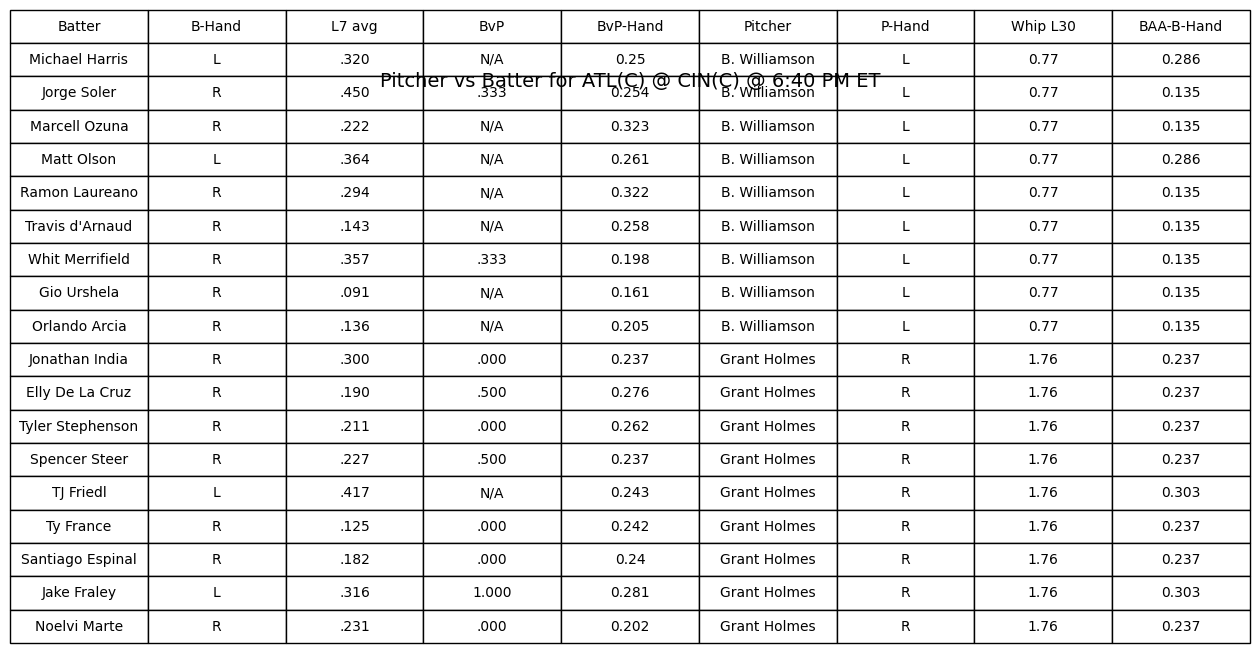 Batter B-Hand L7 avg BvP BvP-Hand Pitcher P-Hand Whip L30 BAA-B-Hand
Michael Harris L .320 N/A 0.25 B. Williamson L 0.77 0.286
Pitcher vs Batter for ATL(C) @ CIN(C) @ 6:40 PM ET
Jorge Soler R .450 .333 0.254 B. Williamson L 0.77 0.135
Marcell Ozuna R .222 N/A 0.323 B. Williamson L 0.77 0.135
Matt Olson L .364 N/A 0.261 B. Williamson L 0.77 0.286
Ramon Laureano R .294 N/A 0.322 B. Williamson L 0.77 0.135
Travis d'Arnaud R .143 N/A 0.258 B. Williamson L 0.77 0.135
Whit Merrifield R .357 .333 0.198 B. Williamson L 0.77 0.135
Gio Urshela R .091 N/A 0.161 B. Williamson L 0.77 0.135
Orlando Arcia R .136 N/A 0.205 B. Williamson L 0.77 0.135
Jonathan India R .300 .000 0.237 Grant Holmes R 1.76 0.237
Elly De La Cruz R .190 .500 0.276 Grant Holmes R 1.76 0.237
Tyler Stephenson R .211 .000 0.262 Grant Holmes R 1.76 0.237
Spencer Steer R .227 .500 0.237 Grant Holmes R 1.76 0.237
TJ Friedl L .417 N/A 0.243 Grant Holmes R 1.76 0.303
Ty France R .125 .000 0.242 Grant Holmes R 1.76 0.237
Santiago Espinal R .182 .000 0.24 Grant Holmes R 1.76 0.237
Jake Fraley L .316 1.000 0.281 Grant Holmes R 1.76 0.303
Noelvi Marte R .231 .000 0.202 Grant Holmes R 1.76 0.237